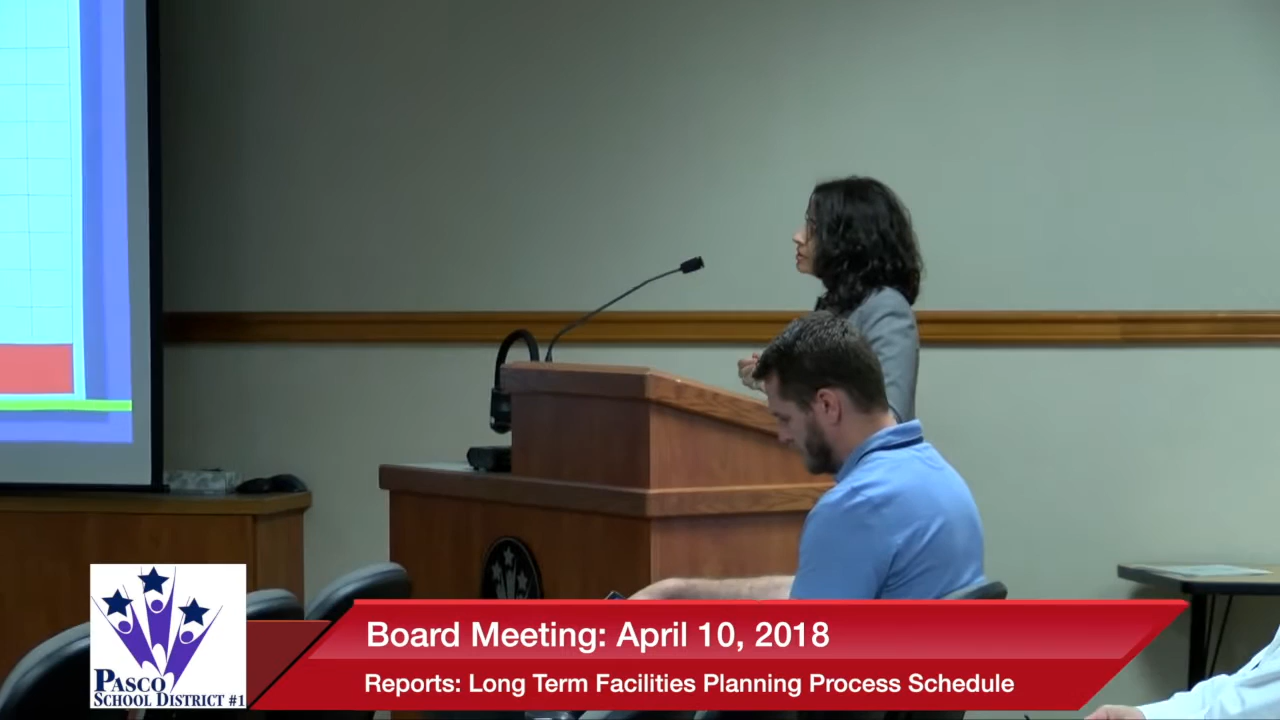 Board Meeting: April 10, 2018
Reports: Long Term Facilities Planning Process Schedule
PASCO
SCHOOL DISTRICT #1